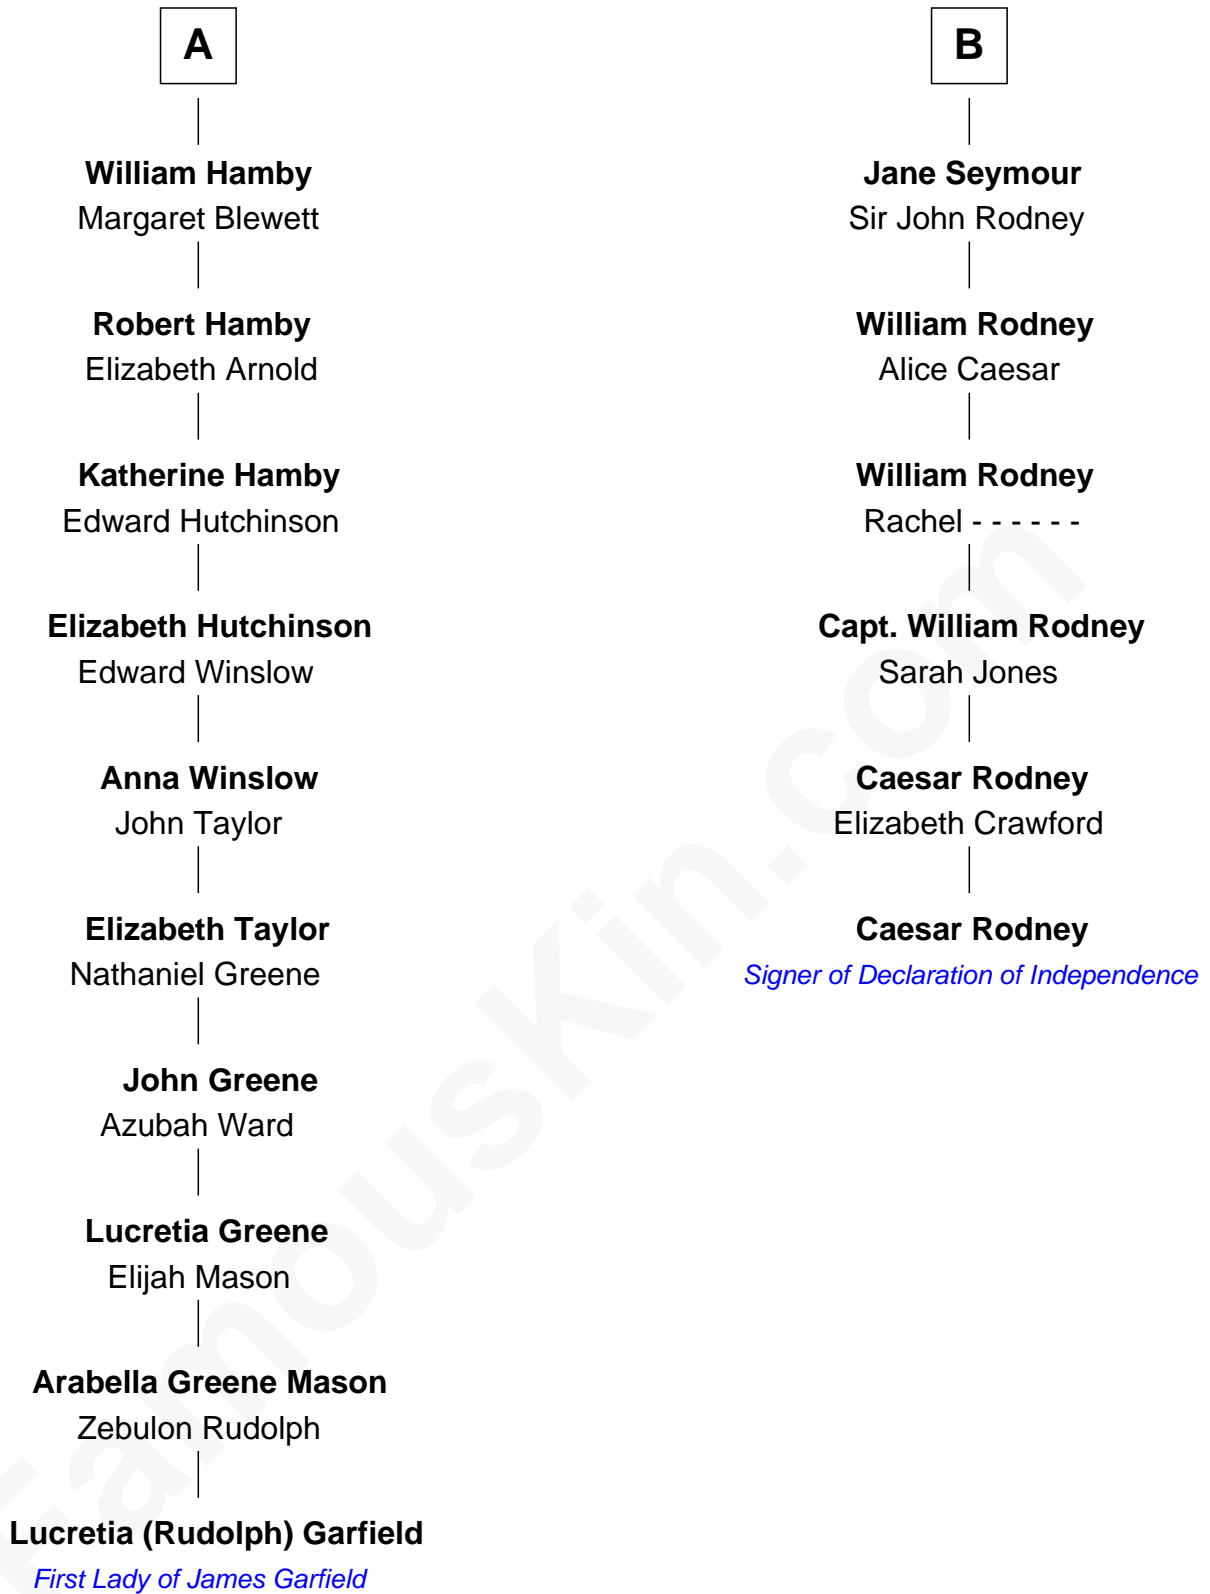 A
William Hamby
Margaret Blewett
Robert Hamby
Elizabeth Arnold
Katherine Hamby
Edward Hutchinson
Elizabeth Hutchinson
Edward Winslow
Anna Winslow
John Taylor
Elizabeth Taylor
Nathaniel Greene
John Greene
Azubah Ward
Lucretia Greene
Elijah Mason
Arabella Greene Mason
Zebulon Rudolph
Lucretia (Rudolph) Garfield
First Lady of James Garfield
B
Jane Seymour
Sir John Rodney
William Rodney
Alice Caesar
William Rodney
Rachel - - - - - -
Capt. William Rodney
Sarah Jones
Caesar Rodney
Elizabeth Crawford
Caesar Rodney
Signer of Declaration of Independence
FamousKin.com